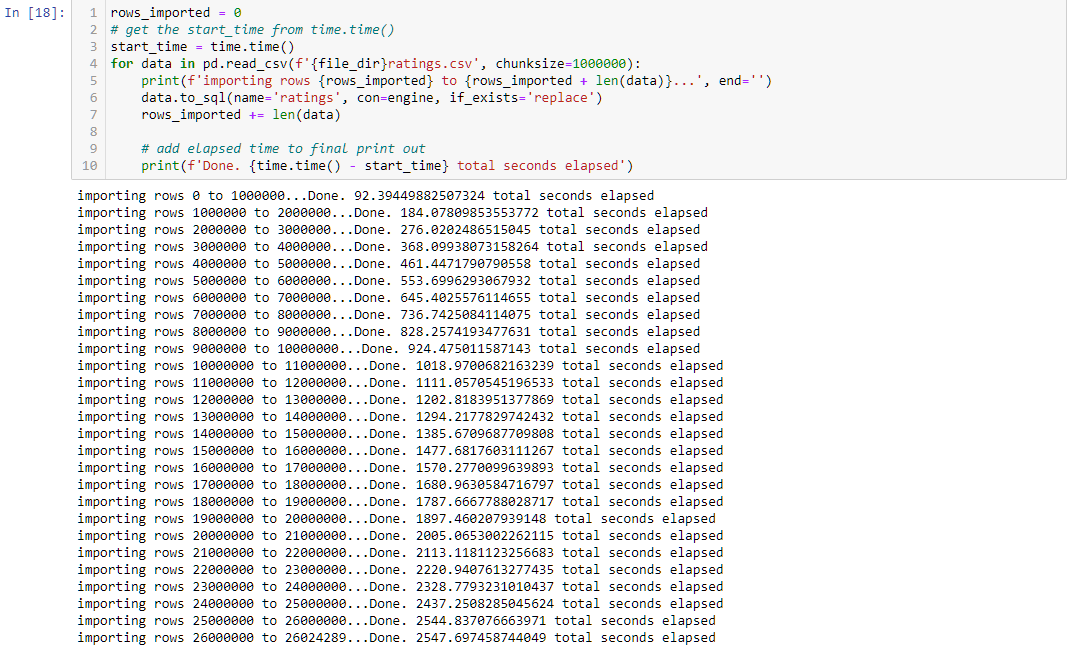 In [18]:
1 rows_imported = 0
2 # get the start_time from time.time()
3 start_time = time.time()
4 for data in pd.read_csv(f'{file_dir}ratings.csv', chunksize=1000000):
5     print(f'importing rows {rows_imported} to {rows_imported + len(data)}...', end='')
6     data.to_sql(name='ratings', con=engine, if_exists='replace')
7     rows_imported += len(data)
8
9     # add elapsed time to final print out
10     print(f'Done. {time.time() - start_time} total seconds elapsed')
importing rows 0 to 1000000...Done. 92.39449882507324 total seconds elapsed
importing rows 1000000 to 2000000...Done. 184.07809853553772 total seconds elapsed
importing rows 2000000 to 3000000...Done. 276.0202486515045 total seconds elapsed
importing rows 3000000 to 4000000...Done. 368.09938073158264 total seconds elapsed
importing rows 4000000 to 5000000...Done. 461.4471790790558 total seconds elapsed
importing rows 5000000 to 6000000...Done. 553.6996293067932 total seconds elapsed
importing rows 6000000 to 7000000...Done. 645.4025576114655 total seconds elapsed
importing rows 7000000 to 8000000...Done. 736.7425084114075 total seconds elapsed
importing rows 8000000 to 9000000...Done. 828.2574193477631 total seconds elapsed
importing rows 9000000 to 10000000...Done. 924.475011587143 total seconds elapsed
importing rows 10000000 to 11000000...Done. 1018.9700682163239 total seconds elapsed
importing rows 11000000 to 12000000...Done. 1111.0570545196533 total seconds elapsed
importing rows 12000000 to 13000000...Done. 1202.8183951377869 total seconds elapsed
importing rows 13000000 to 14000000...Done. 1294.2177829742432 total seconds elapsed
importing rows 14000000 to 15000000...Done. 1385.6709687709808 total seconds elapsed
importing rows 15000000 to 16000000...Done. 1477.6817603111267 total seconds elapsed
importing rows 16000000 to 17000000...Done. 1570.2770099639893 total seconds elapsed
importing rows 17000000 to 18000000...Done. 1680.9630584716797 total seconds elapsed
importing rows 18000000 to 19000000...Done. 1787.6667788028717 total seconds elapsed
importing rows 19000000 to 20000000...Done. 1897.460207939148 total seconds elapsed
importing rows 20000000 to 21000000...Done. 2005.0653002262115 total seconds elapsed
importing rows 21000000 to 22000000...Done. 2113.1181123256683 total seconds elapsed
importing rows 22000000 to 23000000...Done. 2220.9407613277435 total seconds elapsed
importing rows 23000000 to 24000000...Done. 2328.7793231010437 total seconds elapsed
importing rows 24000000 to 25000000...Done. 2437.2508285045624 total seconds elapsed
importing rows 25000000 to 26000000...Done. 2544.837076663971 total seconds elapsed
importing rows 26000000 to 26024289...Done. 2547.697458744049 total seconds elapsed